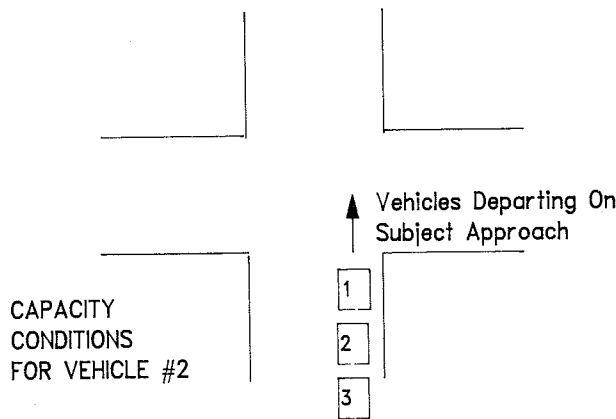 Vehicles Departing On
Subject Approach
1
2
3
CAPACITY
CONDITIONS
FOR VEHICLE #2